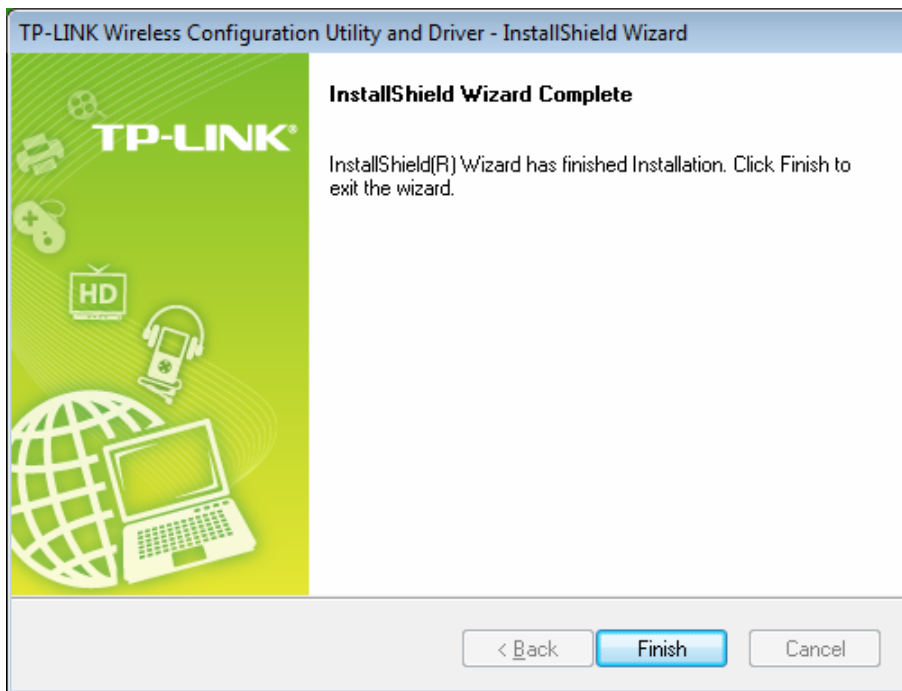 TP-LINK Wireless Configuration Utility and Driver - InstallShield Wizard
TP-LINK®
InstallShield Wizard Complete
InstallShield(R) Wizard has finished Installation. Click Finish to
exit the wizard.
HD
< Back
Finish
Cancel